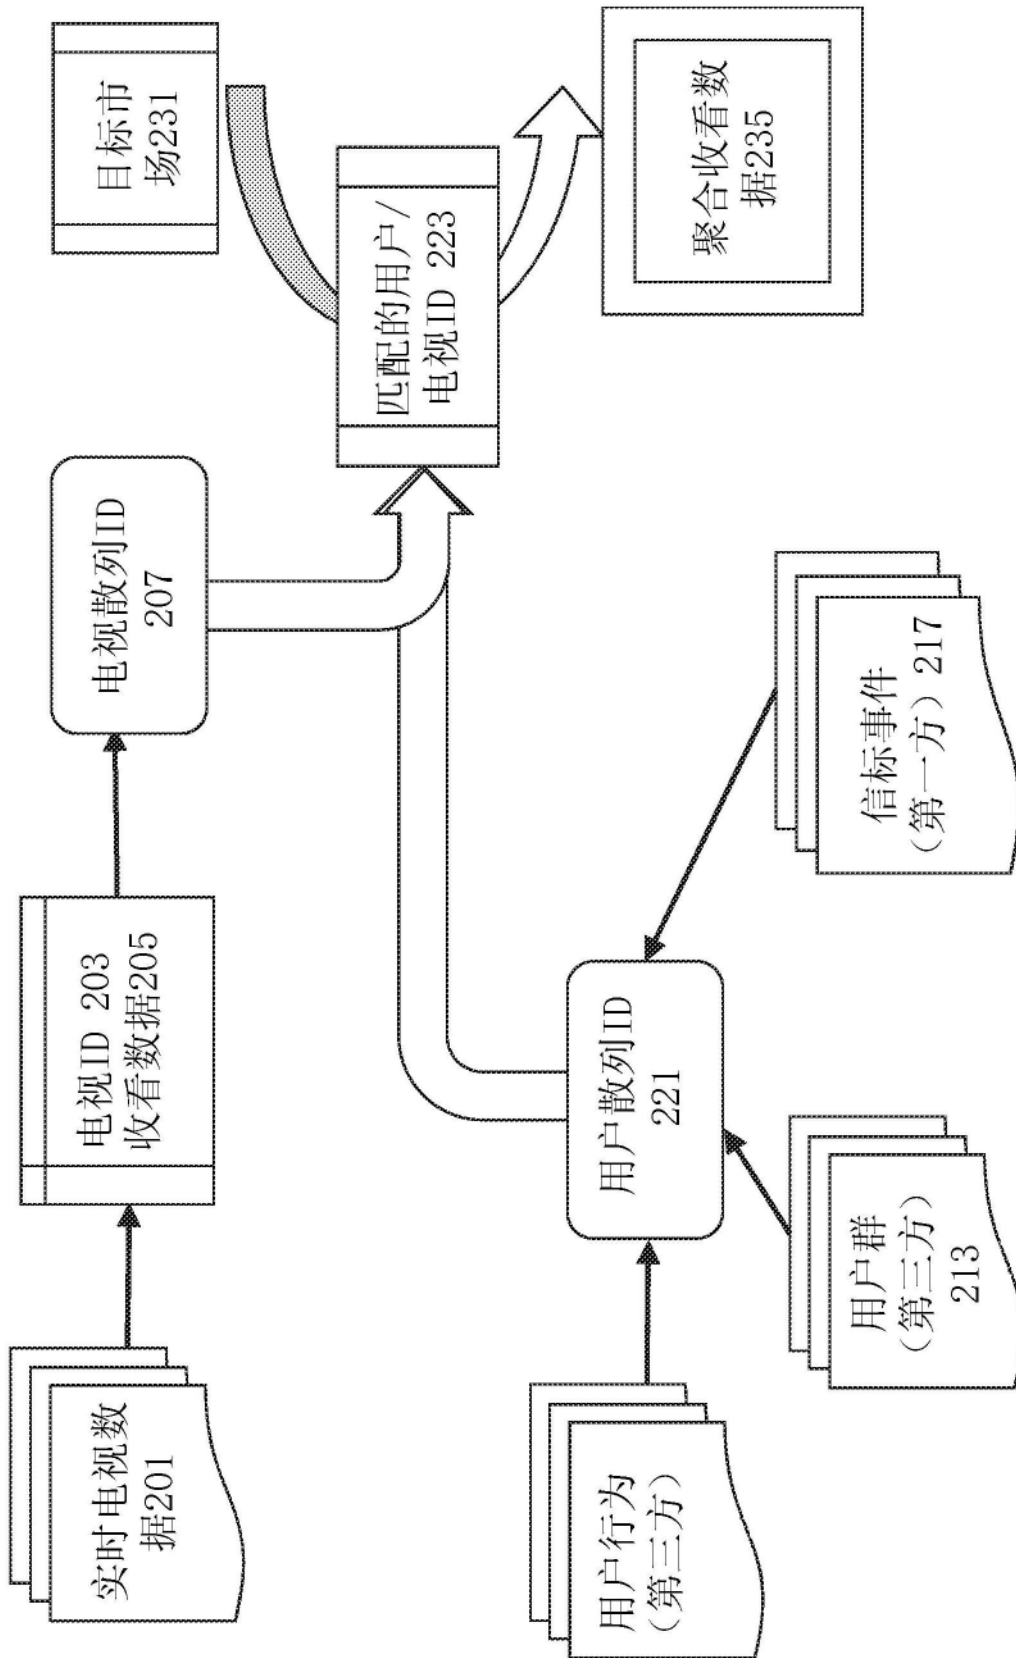 实时电视数
据201
电视ID 203
收看数据205
电视散列ID
207
目标市
场231
匹配的用户/
电视ID 223
聚合收看数
据235
用户行为
（第三方）
用户散列ID
221
用户群
（第三方）
213
信标事件
（第一方）217